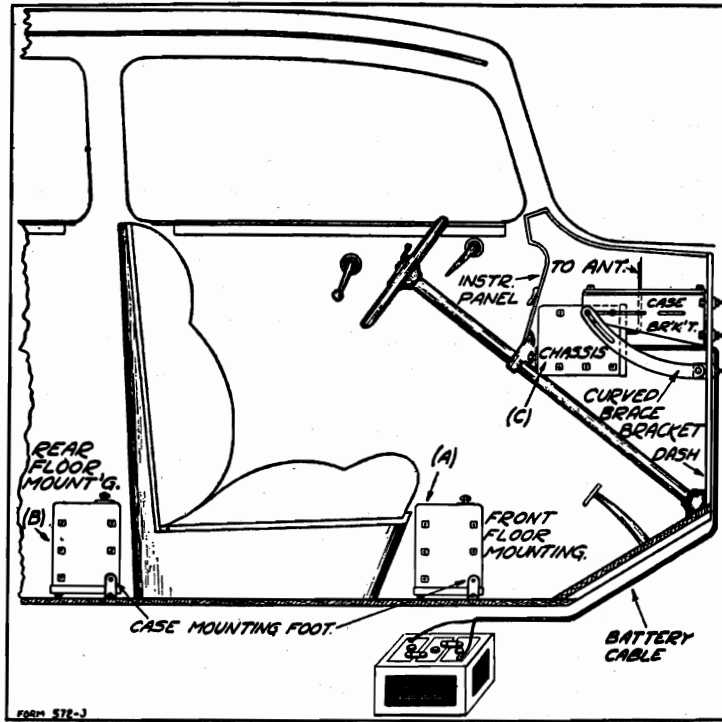 TO ANT.
INSTR.
PANEL
CASE
BR'K'T.
CHASSIS
(C)
CURVED
BRACE
BRACKET
DASH
REAR
FLOOR
MOUNT'G.
(B)
(A)
FRONT
FLOOR
MOUNTING.
CASE MOUNTING FOOT.
BATTERY
CABLE
FORM 572-J